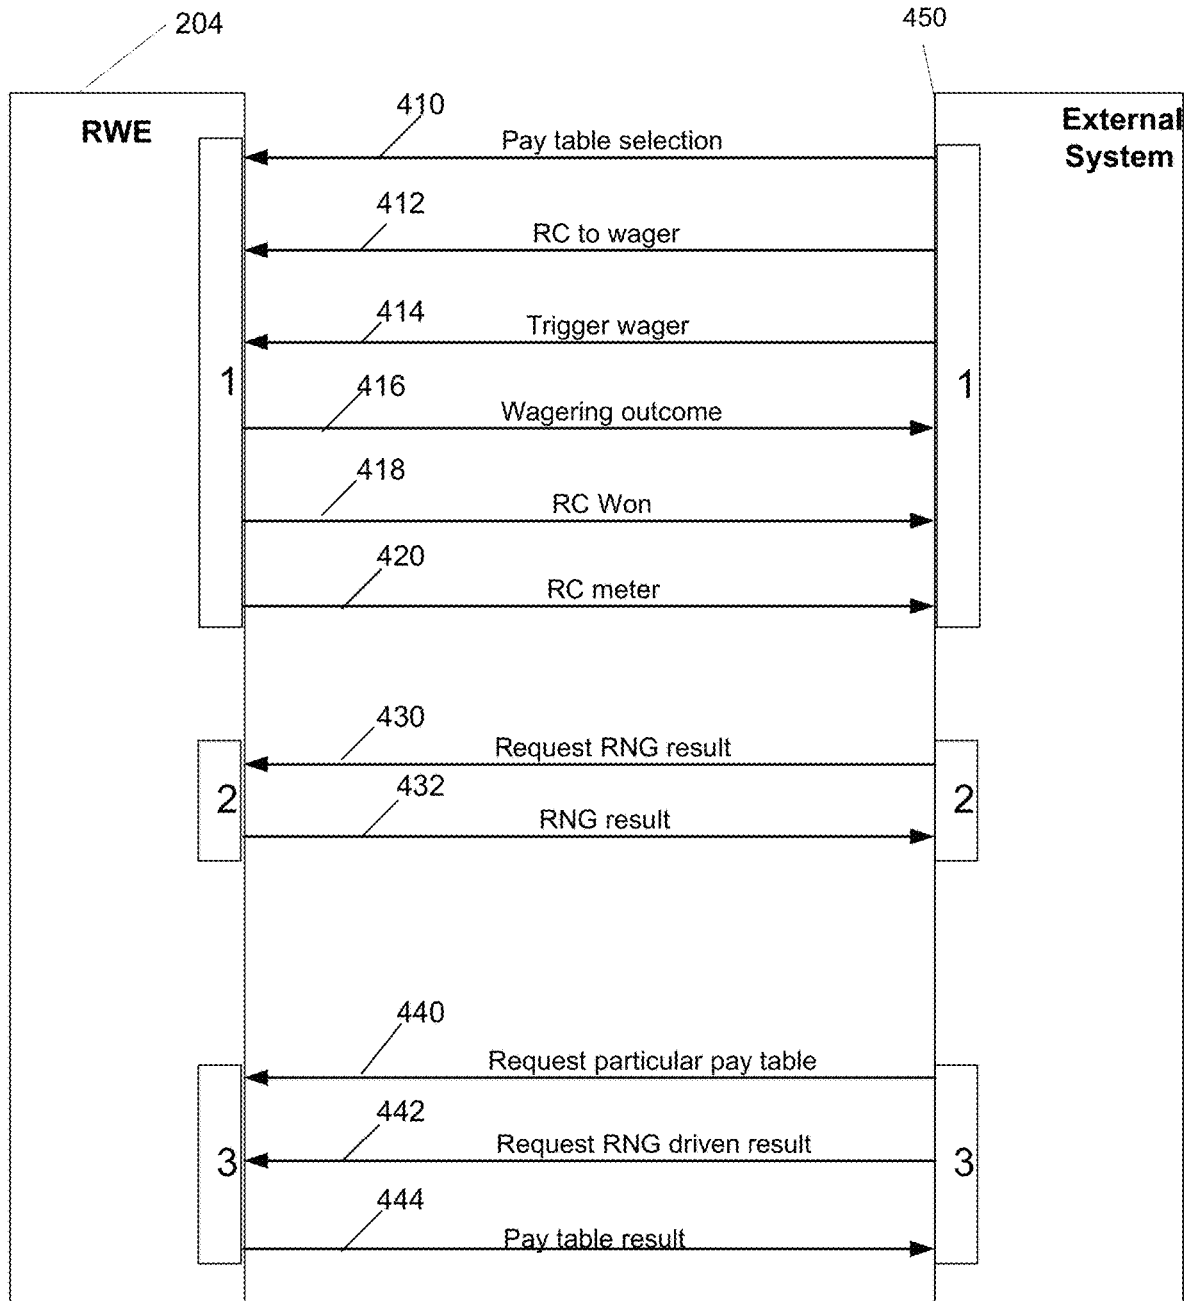 204
450
RWE
External
System
410
Pay table selection
412
RC to wager
414
Trigger wager
1
1
416
Wagering outcome
418
RC Won
420
RC meter
430
Request RNG result
2
2
432
RNG result
440
Request particular pay table
442
Request RNG driven result
3
3
444
Pay table result